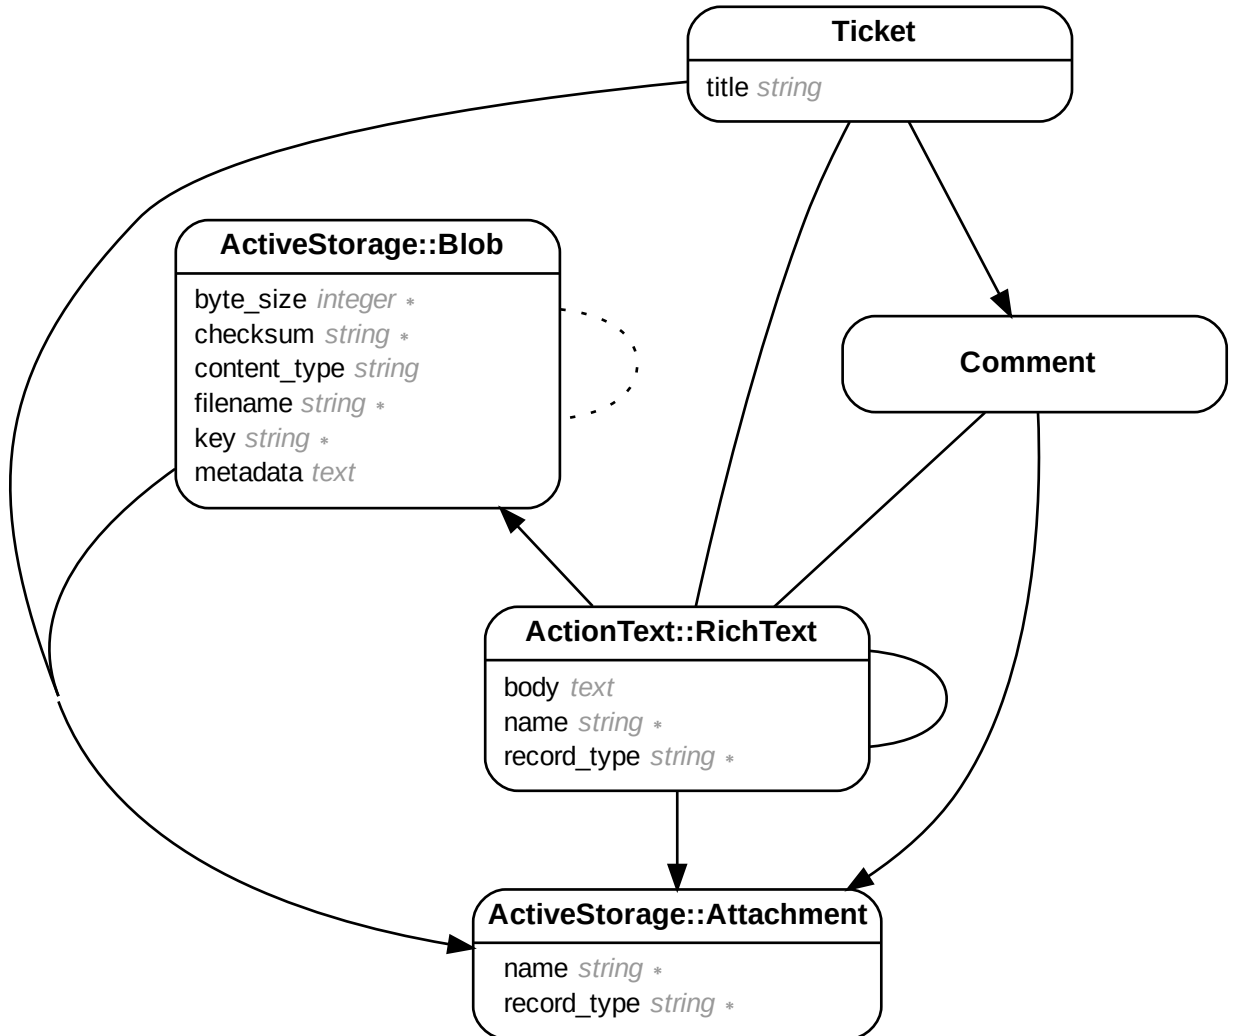 Ticket
title string
ActiveStorage::Blob
byte_size integer *
checksum string *
content_type string
filename string *
key string *
metadata text
Comment
ActionText::RichText
body text
name string *
record_type string *
ActiveStorage::Attachment
name string *
record_type string *